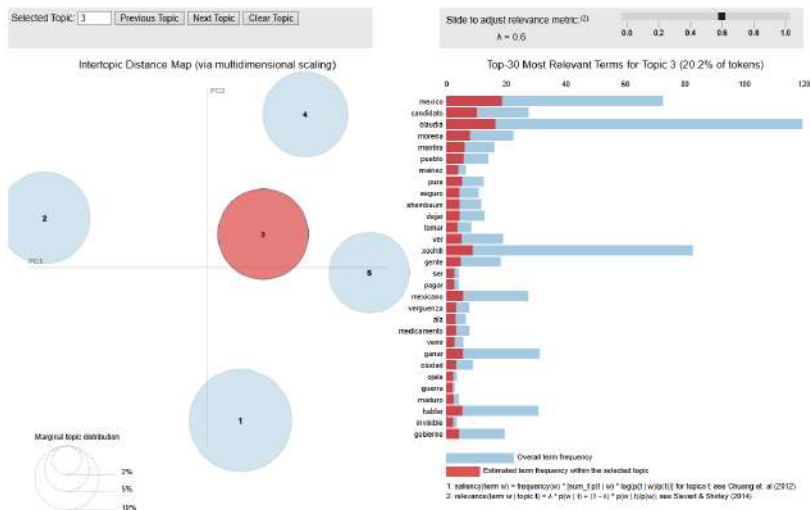 Selected Topic: 3 Previous Topic Next Topic Clear Topic
Slide to adjust relevance metric:(2)
λ = 0.6
0.0 0.2 0.4 0.6 0.8 1.0
Intertopic Distance Map (via multidimensional scaling)
PC2
PC1
4
2
3
5
1
Marginal topic distribution
2%
5%
10%
Top-30 Most Relevant Terms for Topic 3 (20.2% of tokens)
0 20 40 60 80 100 120
mexico
candidato
claudia
morena
mentira
pueblo
maínez
pura
seguro
sheinbaum
dejar
tomar
ver
xochitl
gente
ser
pagar
mexicano
verguenza
ala
medicamento
venir
ganar
ciudad
ojala
guerra
maduro
hablar
invisible
gobierno
Overall term frequency
Estimated term frequency within the selected topic
1. saliency(term w) = frequency(w) * [sum_t p(t | w) * log(p(t | w)/p(t))] for topics t; see Chuang et. al (2012)
2. relevance(term w | topic t) = λ * p(w | t) + (1 - λ) * p(w | t)/p(w); see Sievert & Shirley (2014)